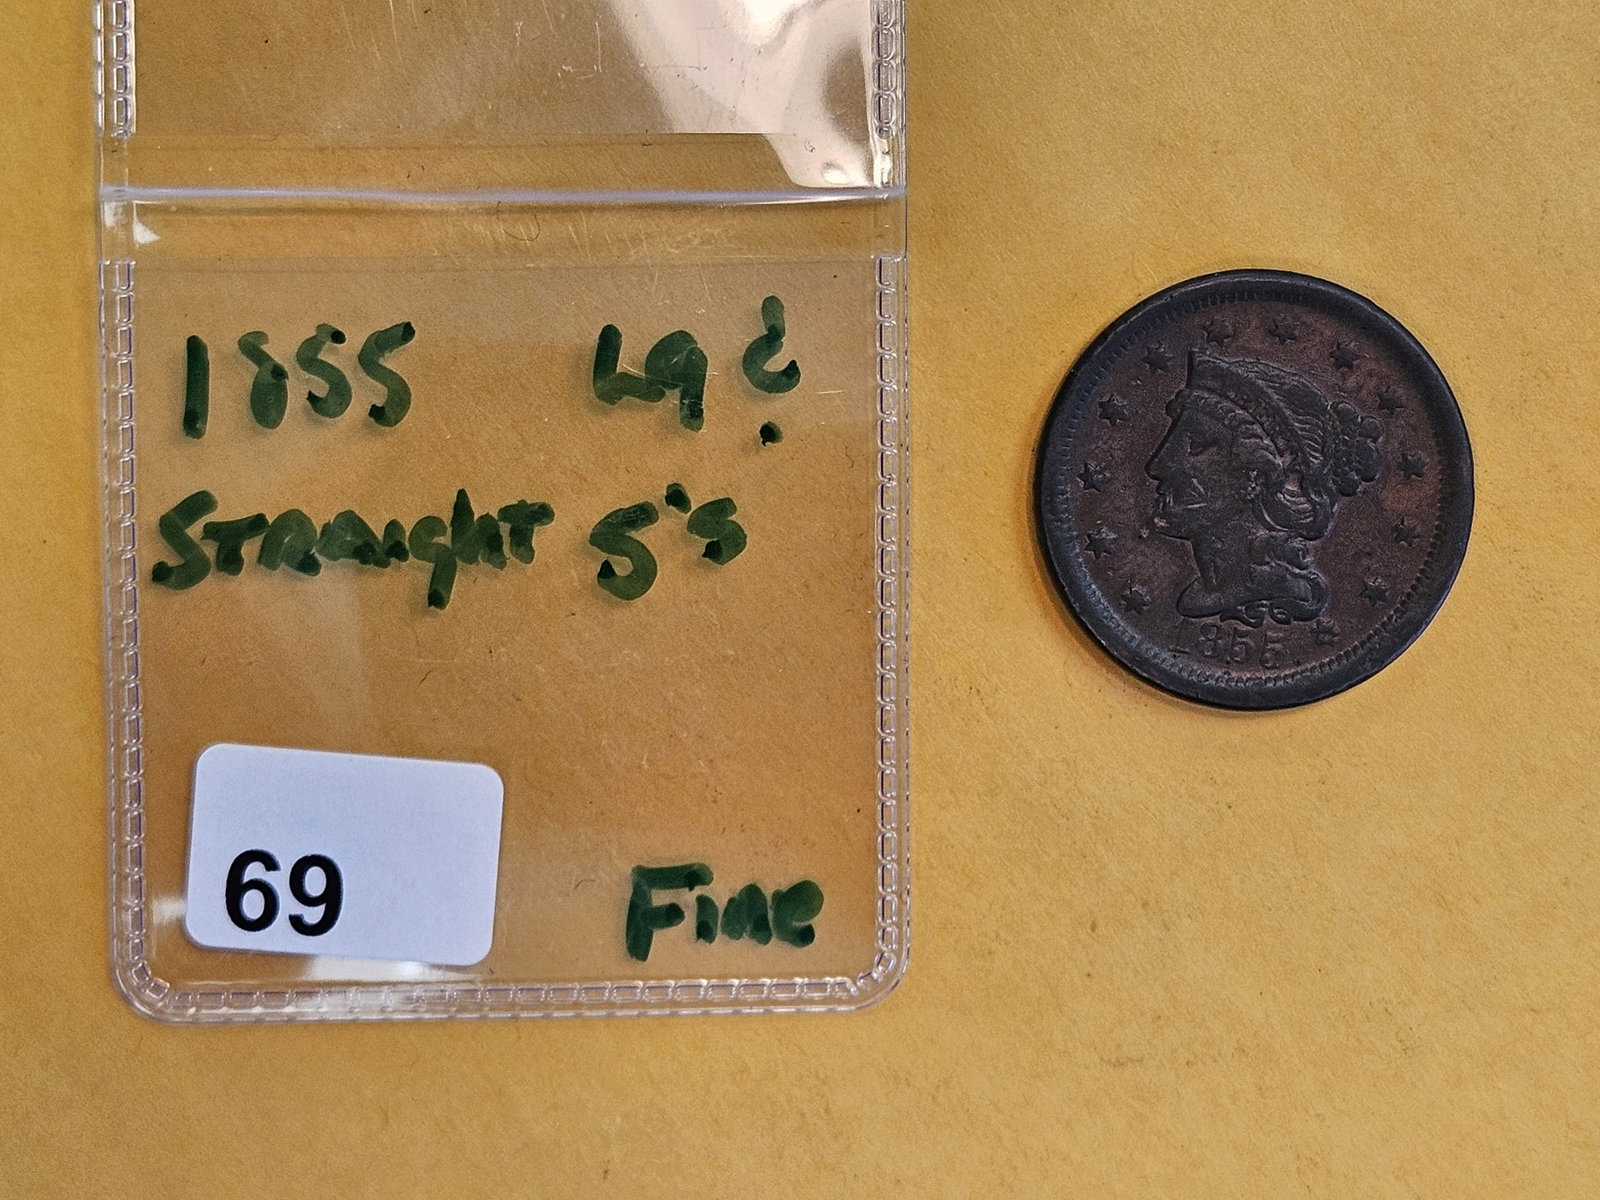 1855 Lg ¢.
STRAIGHT 5's
69
Fine
1855